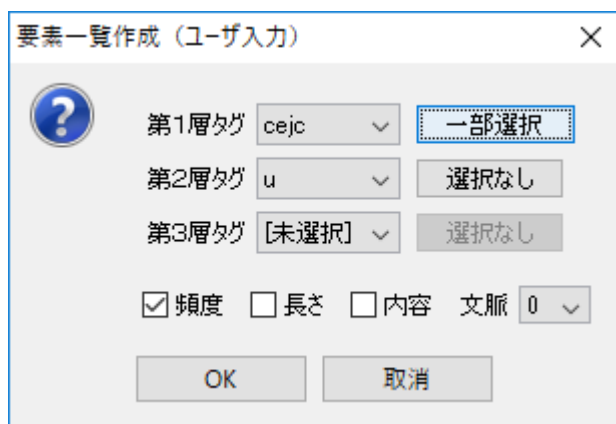 要素一覧作成（ユーザ入力）
?
第1層タグ cejc 一部選択
第2層タグ u 選択なし
第3層タグ [未選択] 選択なし
頻度 長さ 内容 文脈 0
OK 取消